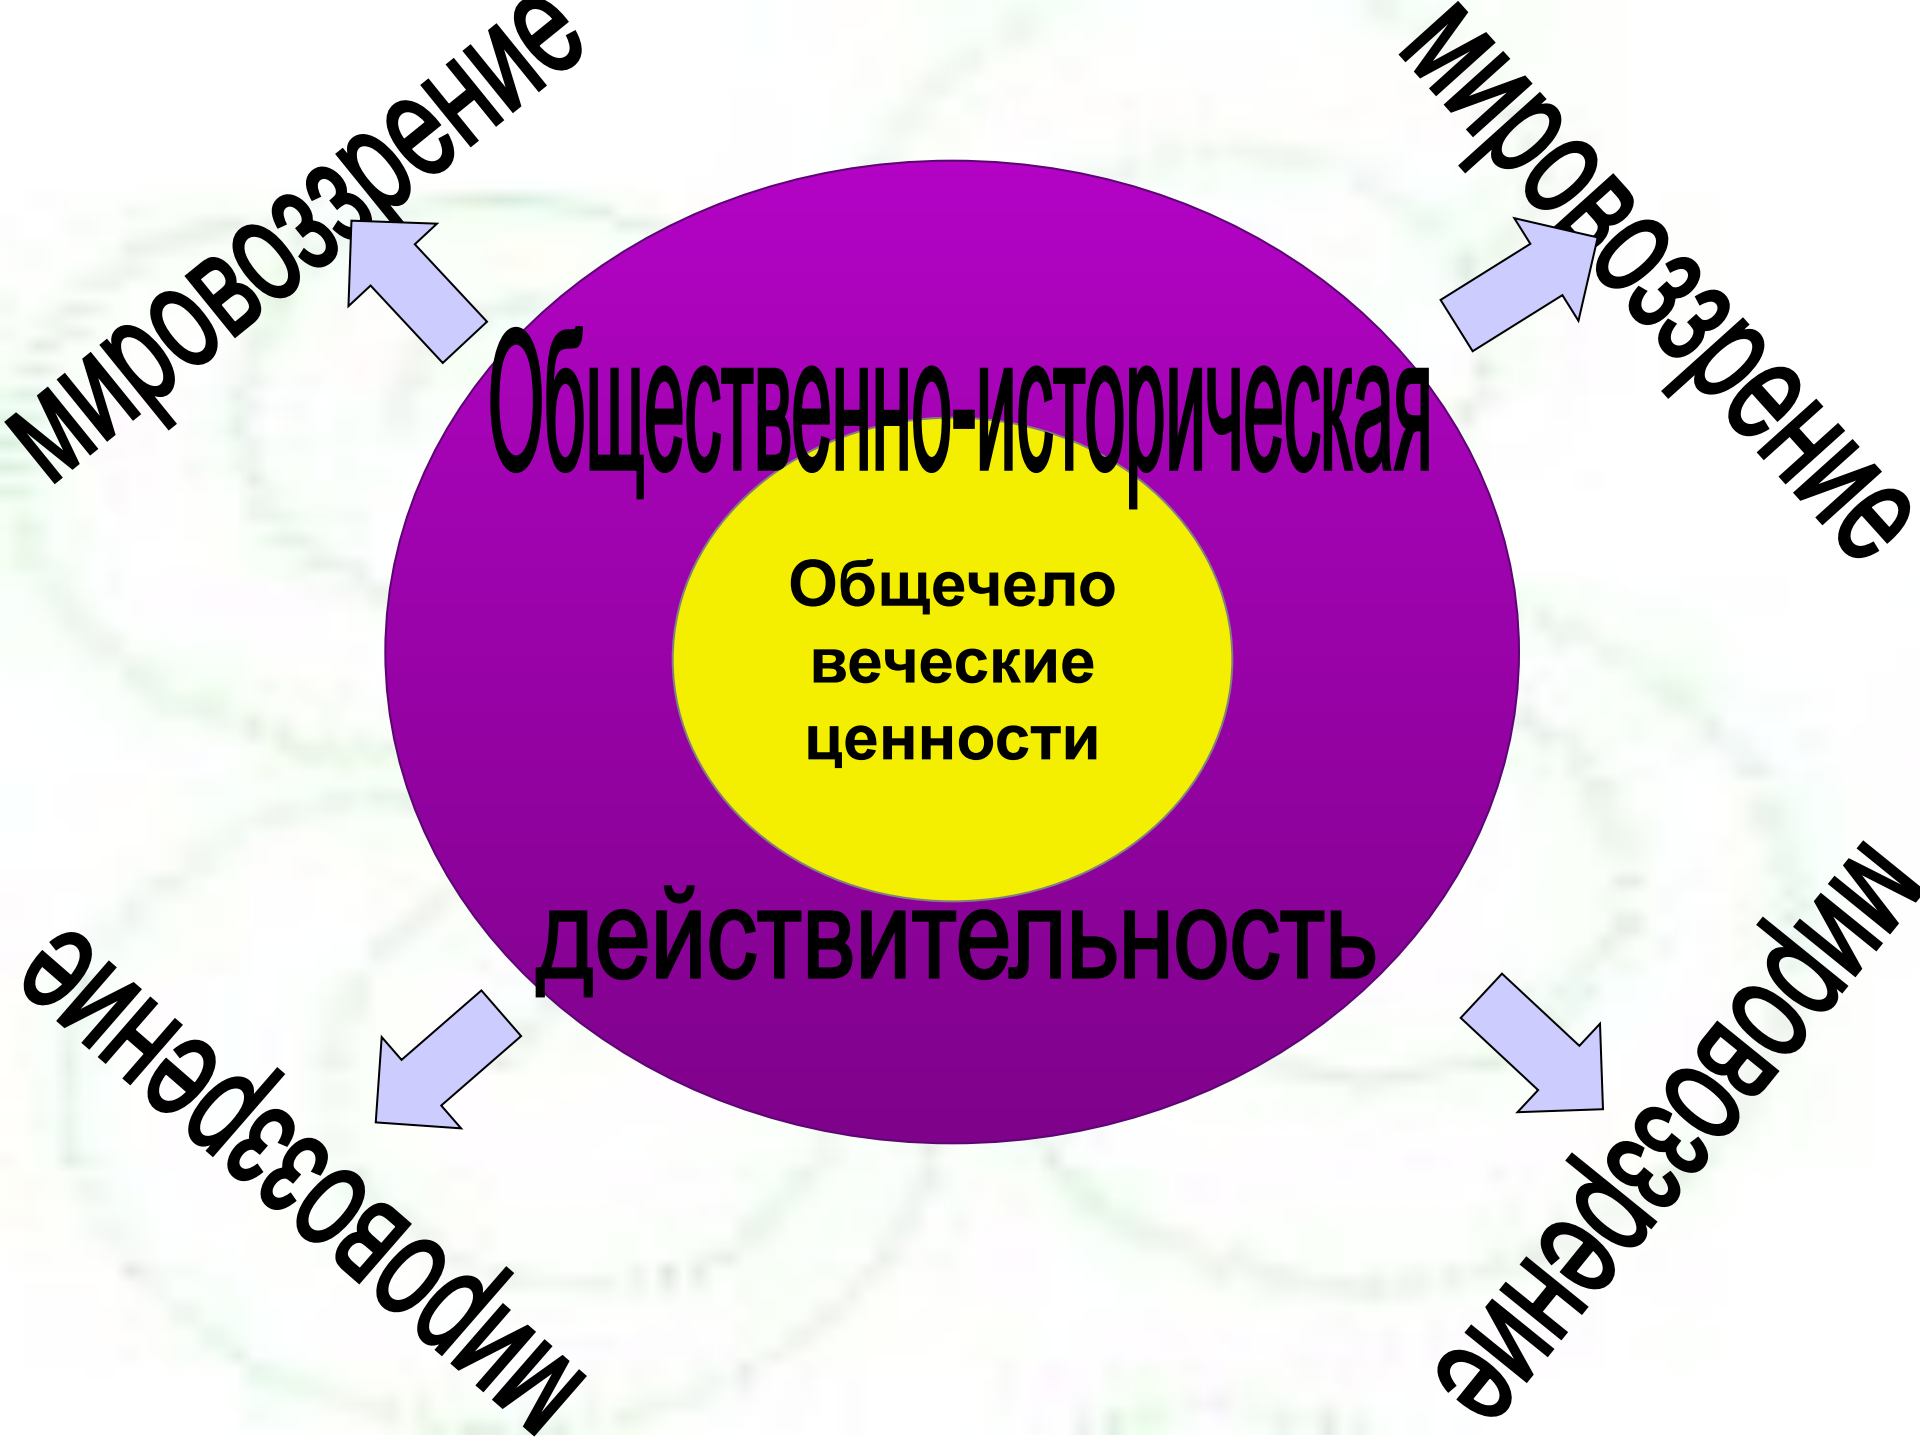 мировоззрение
мировоззрение
Общественно-историческая
Общечело
веческие
ценности
действительность
мировоззрение
мировоззрение